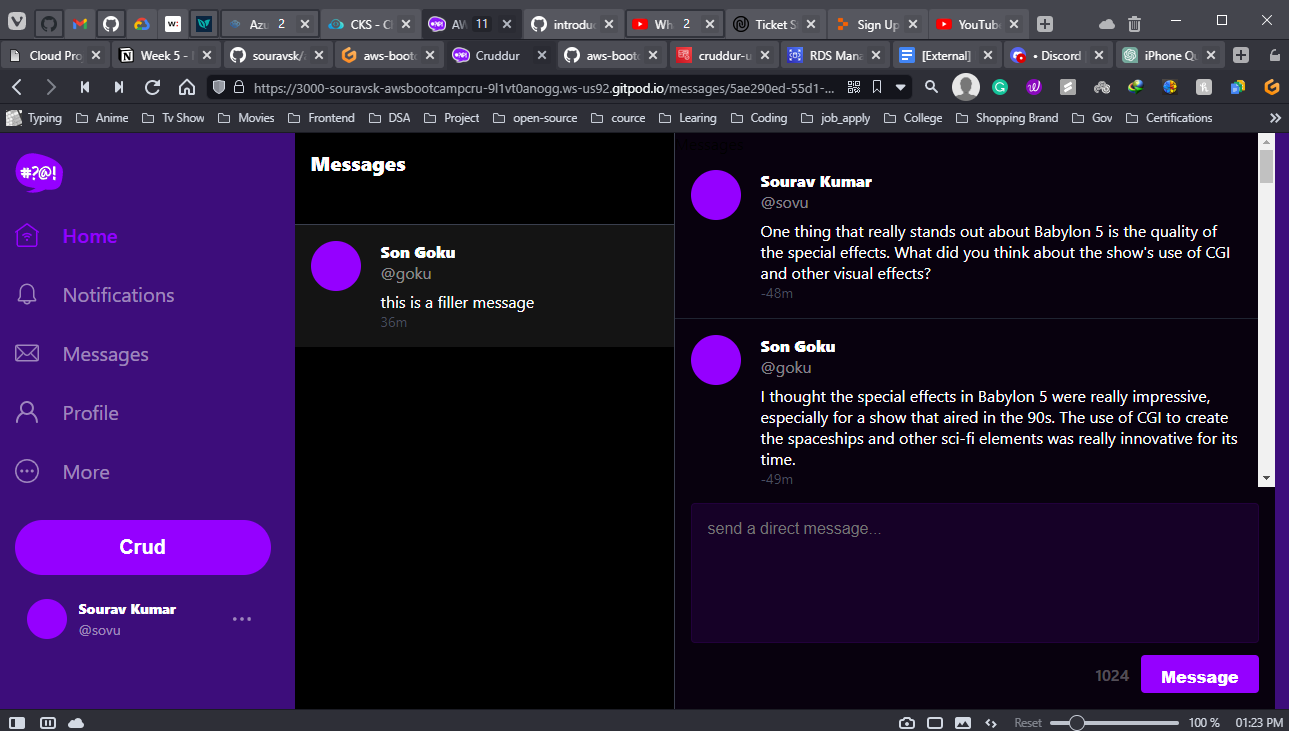 Azu 2
CKS - C
AW 11
introdu
Wh 2
Ticket S
Sign Up
YouTube
Cloud Pro
Week 5 -
souravsk/
aws-boot
Cruddur
aws-boot
cruddur-u
RDS Mana
[External]
• Discord
iPhone Qu
https://3000-souravsk-awsbootcampcru-9l1vt0anogg.ws-us92.gitpod.io/messages/5ae290ed-55d1-...
Typing Anime Tv Show Movies Frontend DSA Project open-source cource Learing Coding job_apply College Shopping Brand Gov Certifications
#?@!
Home
Notifications
Messages
Profile
More
Crud
Sourav Kumar
@sovu
Messages
Son Goku
@goku
this is a filler message
36m
Messages
Sourav Kumar
@sovu
One thing that really stands out about Babylon 5 is the quality of
the special effects. What did you think about the show's use of CGI
and other visual effects?
-48m
Son Goku
@goku
I thought the special effects in Babylon 5 were really impressive,
especially for a show that aired in the 90s. The use of CGI to create
the spaceships and other sci-fi elements was really innovative for its
time.
-49m
send a direct message...
1024
Message
Reset 100 % 01:23 PM